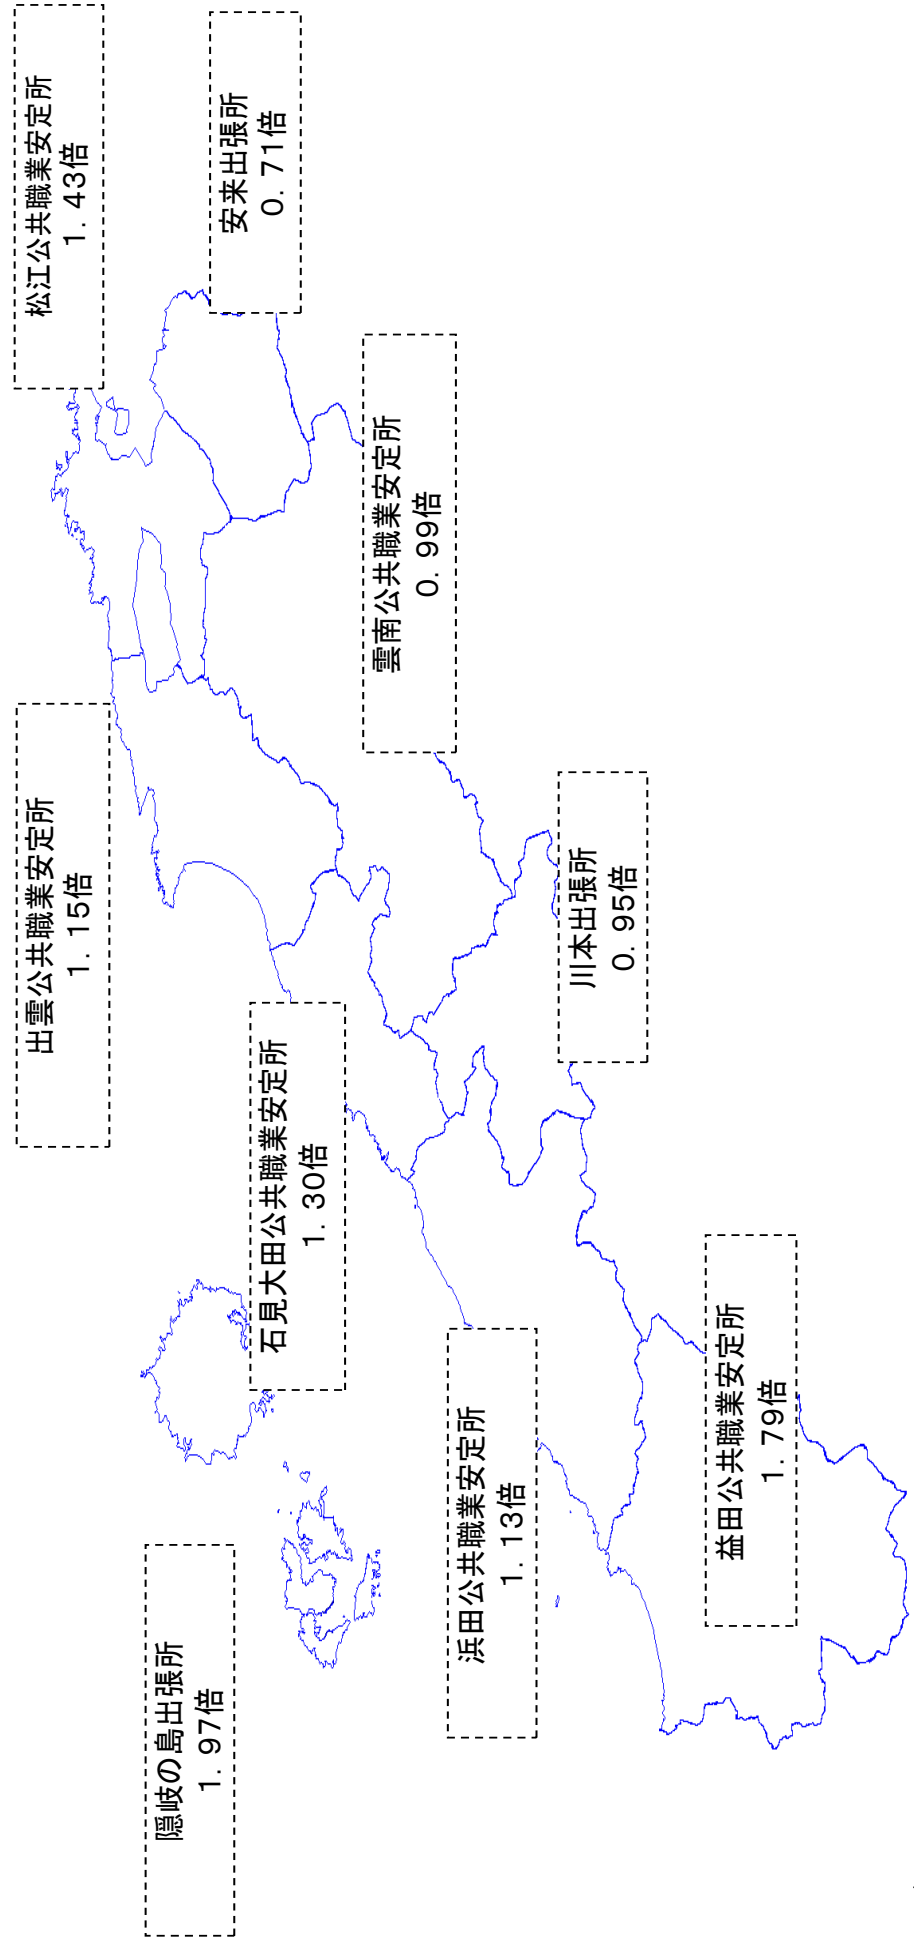 松江公共職業安定所
1．43倍
安来出張所
0．71倍
雲南公共職業安定所
0．99倍
出雲公共職業安定所
1．15倍
川本出張所
0．95倍
石見大田公共職業安定所
1．30倍
浜田公共職業安定所
1．13倍
益田公共職業安定所
1．79倍
隠岐の島出張所
1．97倍